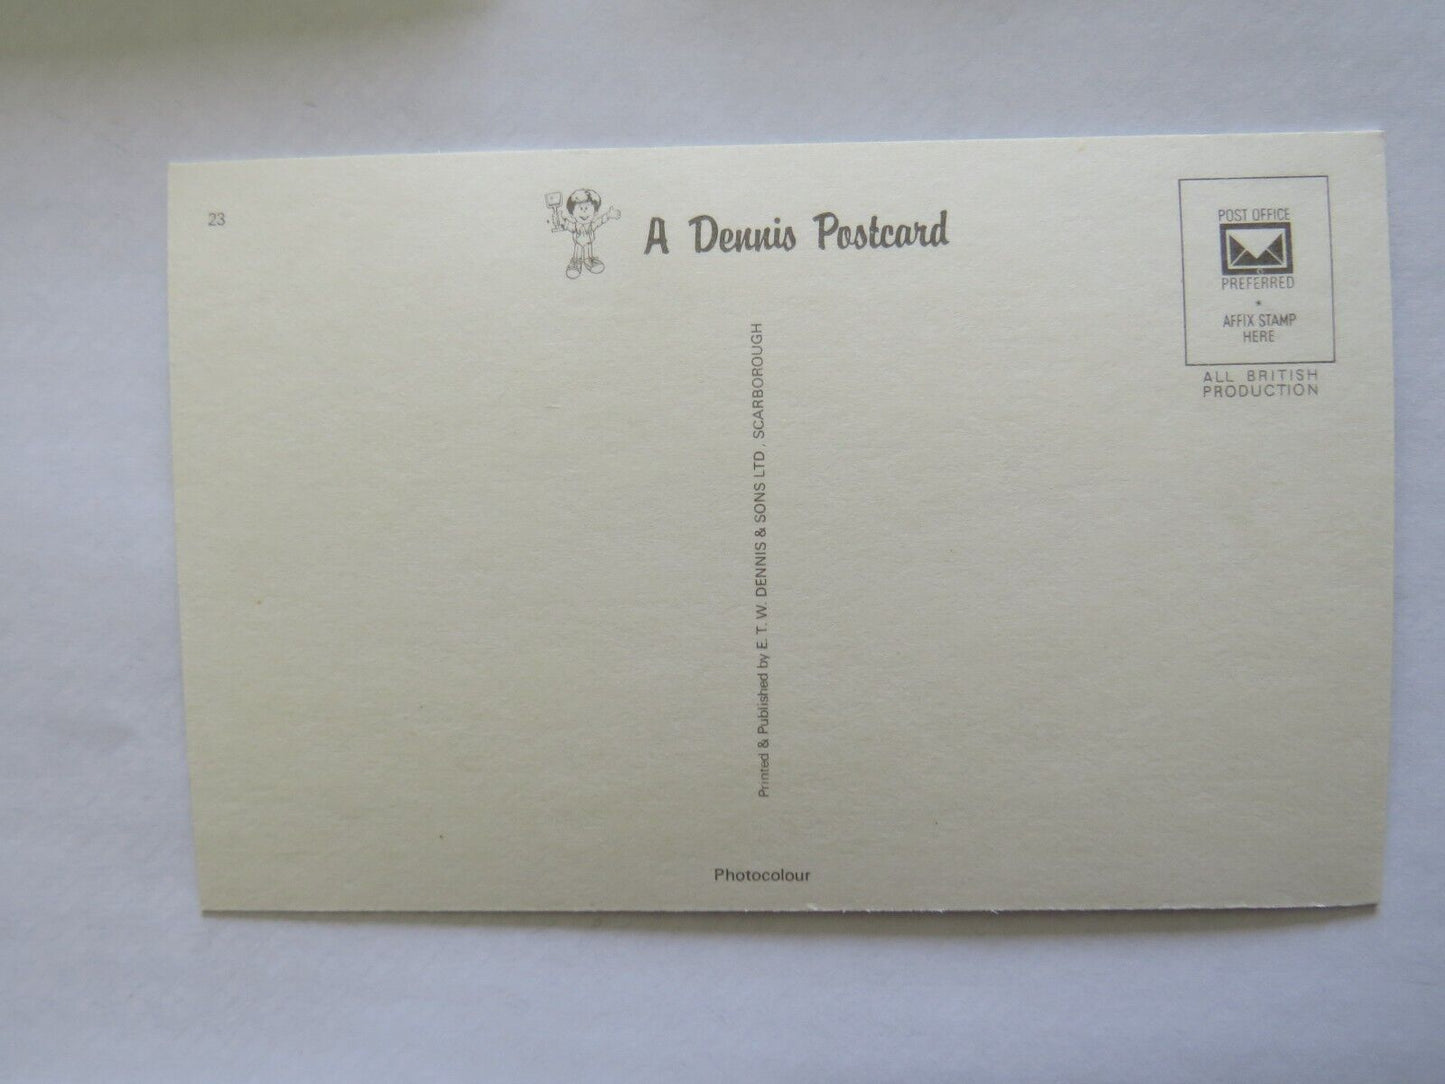 23
A Dennis Postcard
POST OFFICE
PREFERRED
*
AFFIX STAMP
HERE
ALL BRITISH
PRODUCTION
Printed & Published by E. T. W. DENNIS & SONS LTD , SCARBOROUGH
Photocolour